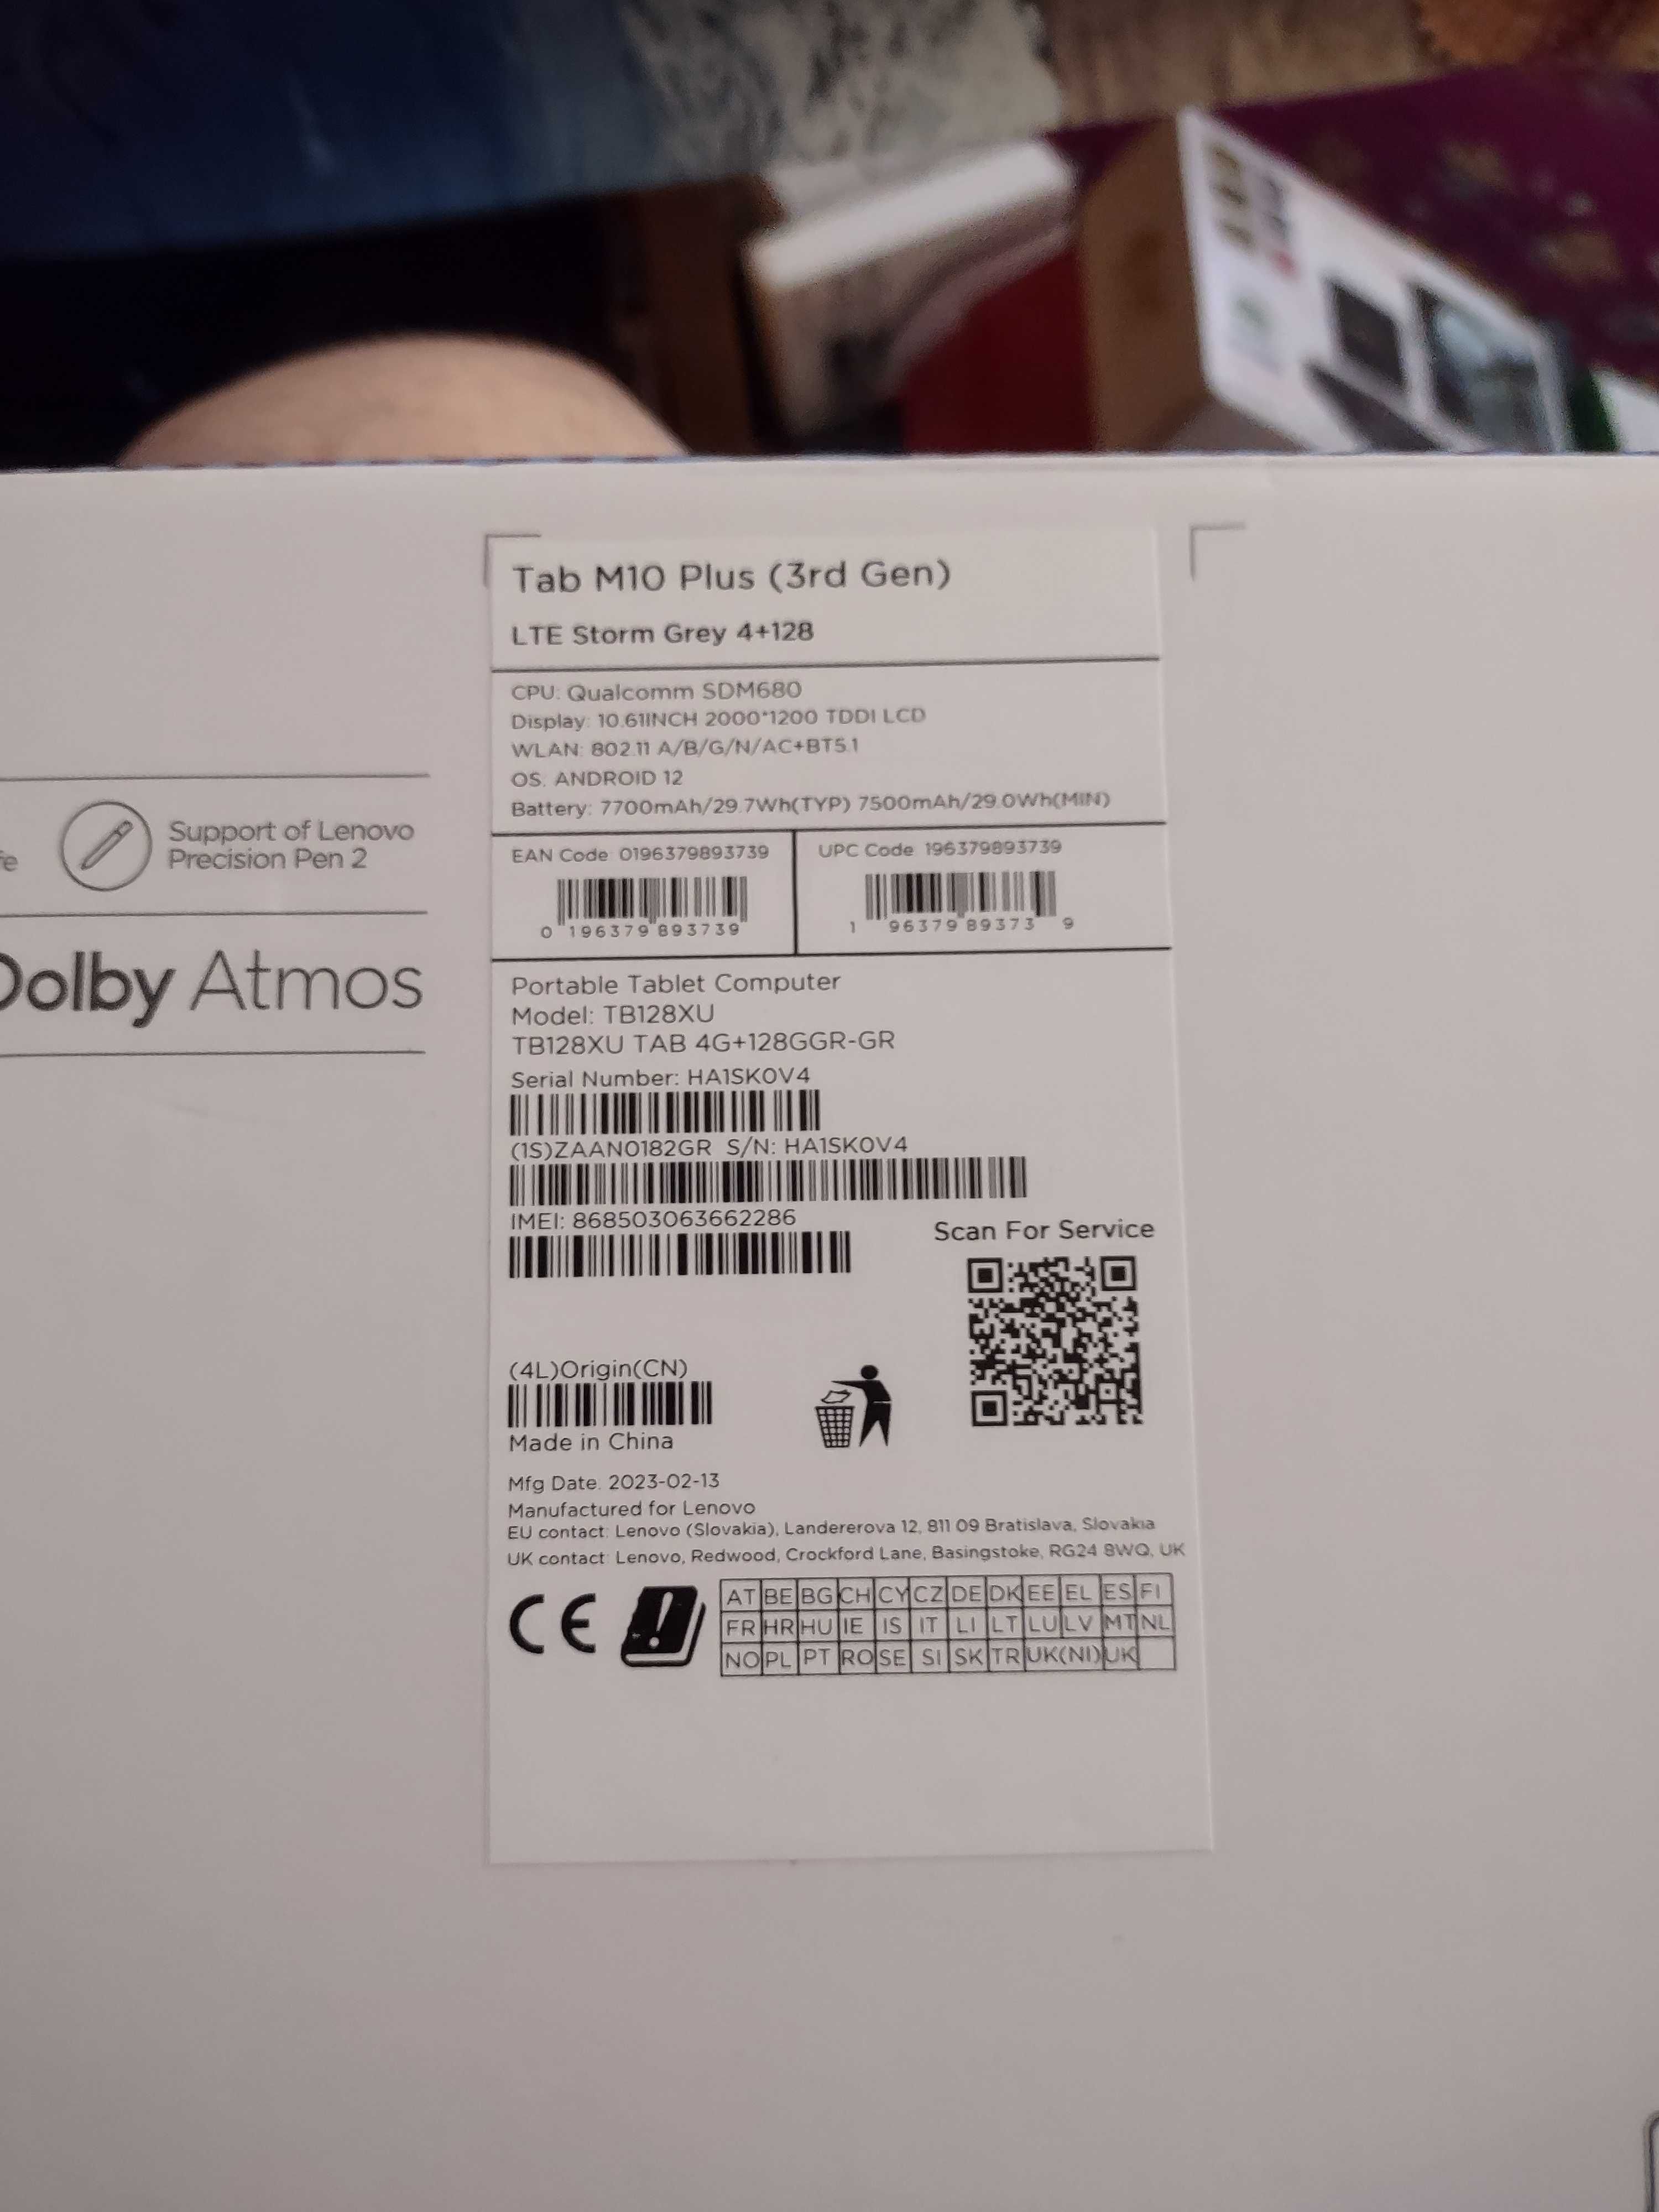 Tab M10 Plus (3rd Gen)
LTE Storm Grey 4+128
CPU: Qualcomm SDM680
Display: 10.61INCH 2000*1200 TDDI LCD
WLAN: 802.11 A/B/G/N/AC+BT5.1
OS: ANDROID 12
Battery: 7700mAh/29.7Wh(TYP) 7500mAh/29.0Wh(MIN)
EAN Code: 0196379893739
0 196379 893739
UPC Code: 196379893739
1 96379 89373 9
Portable Tablet Computer
Model: TB128XU
TB128XU TAB 4G+128GGR-GR
Serial Number: HA1SK0V4
(1S)ZAAN0182GR S/N: HA1SK0V4
IMEI: 868503063662286
Scan For Service
(4L)Origin(CN)
Made in China
Mfg Date: 2023-02-13
Manufactured for Lenovo
EU contact: Lenovo (Slovakia), Landererova 12, 811 09 Bratislava, Slovakia
UK contact: Lenovo, Redwood, Crockford Lane, Basingstoke, RG24 8WQ, UK
CE
AT BE BG CH CY CZ DE DK EE EL ES FI
FR HR HU IE IS IT LI LT LU LV MT NL
NO PL PT RO SE SI SK TR UK(NI) UK
Support of Lenovo
Precision Pen 2
Dolby Atmos